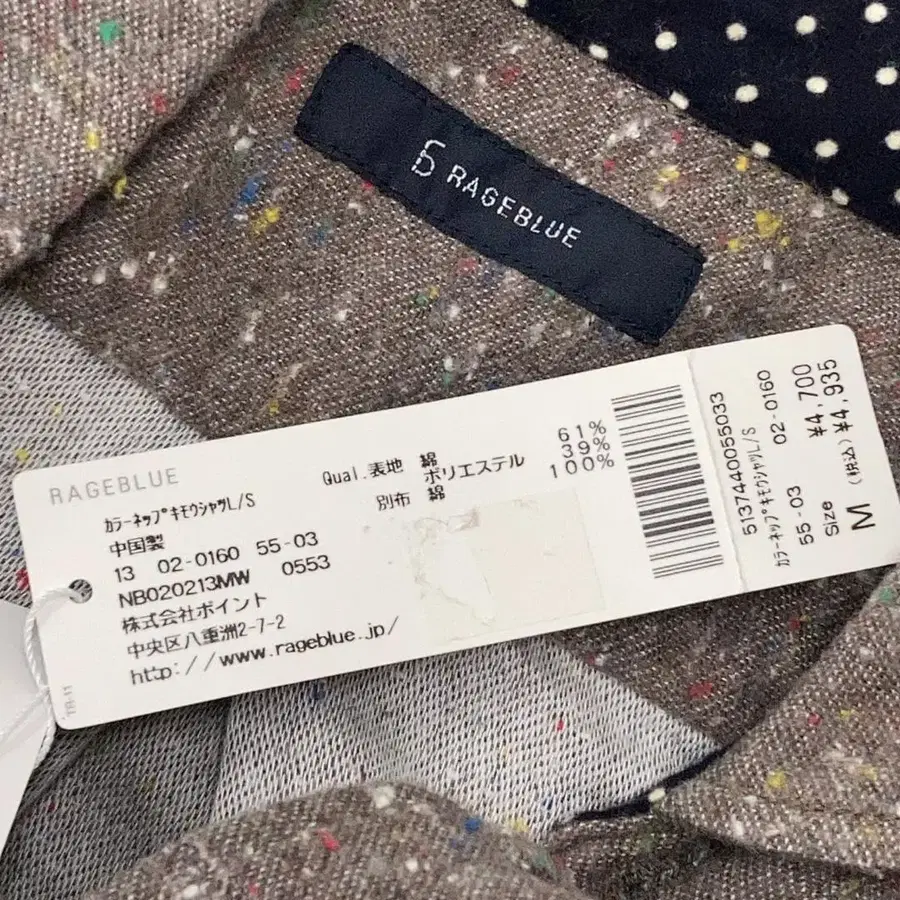 RAGEBLUE
RAGEBLUE
カラーネップキモウシャツL/S
中国製
13 02-0160 55-03
NB020213MW 0553
株式会社ポイント
中央区八重洲2-7-2
http://www.rageblue.jp/
Qual.表地 綿 61%
ポリエステル 39%
別布 綿 100%
TR-11
5137440055033
カラーネップキモウシャツL/S
02-0160
55-03 ¥4,700
Size (税込)¥4,935
M